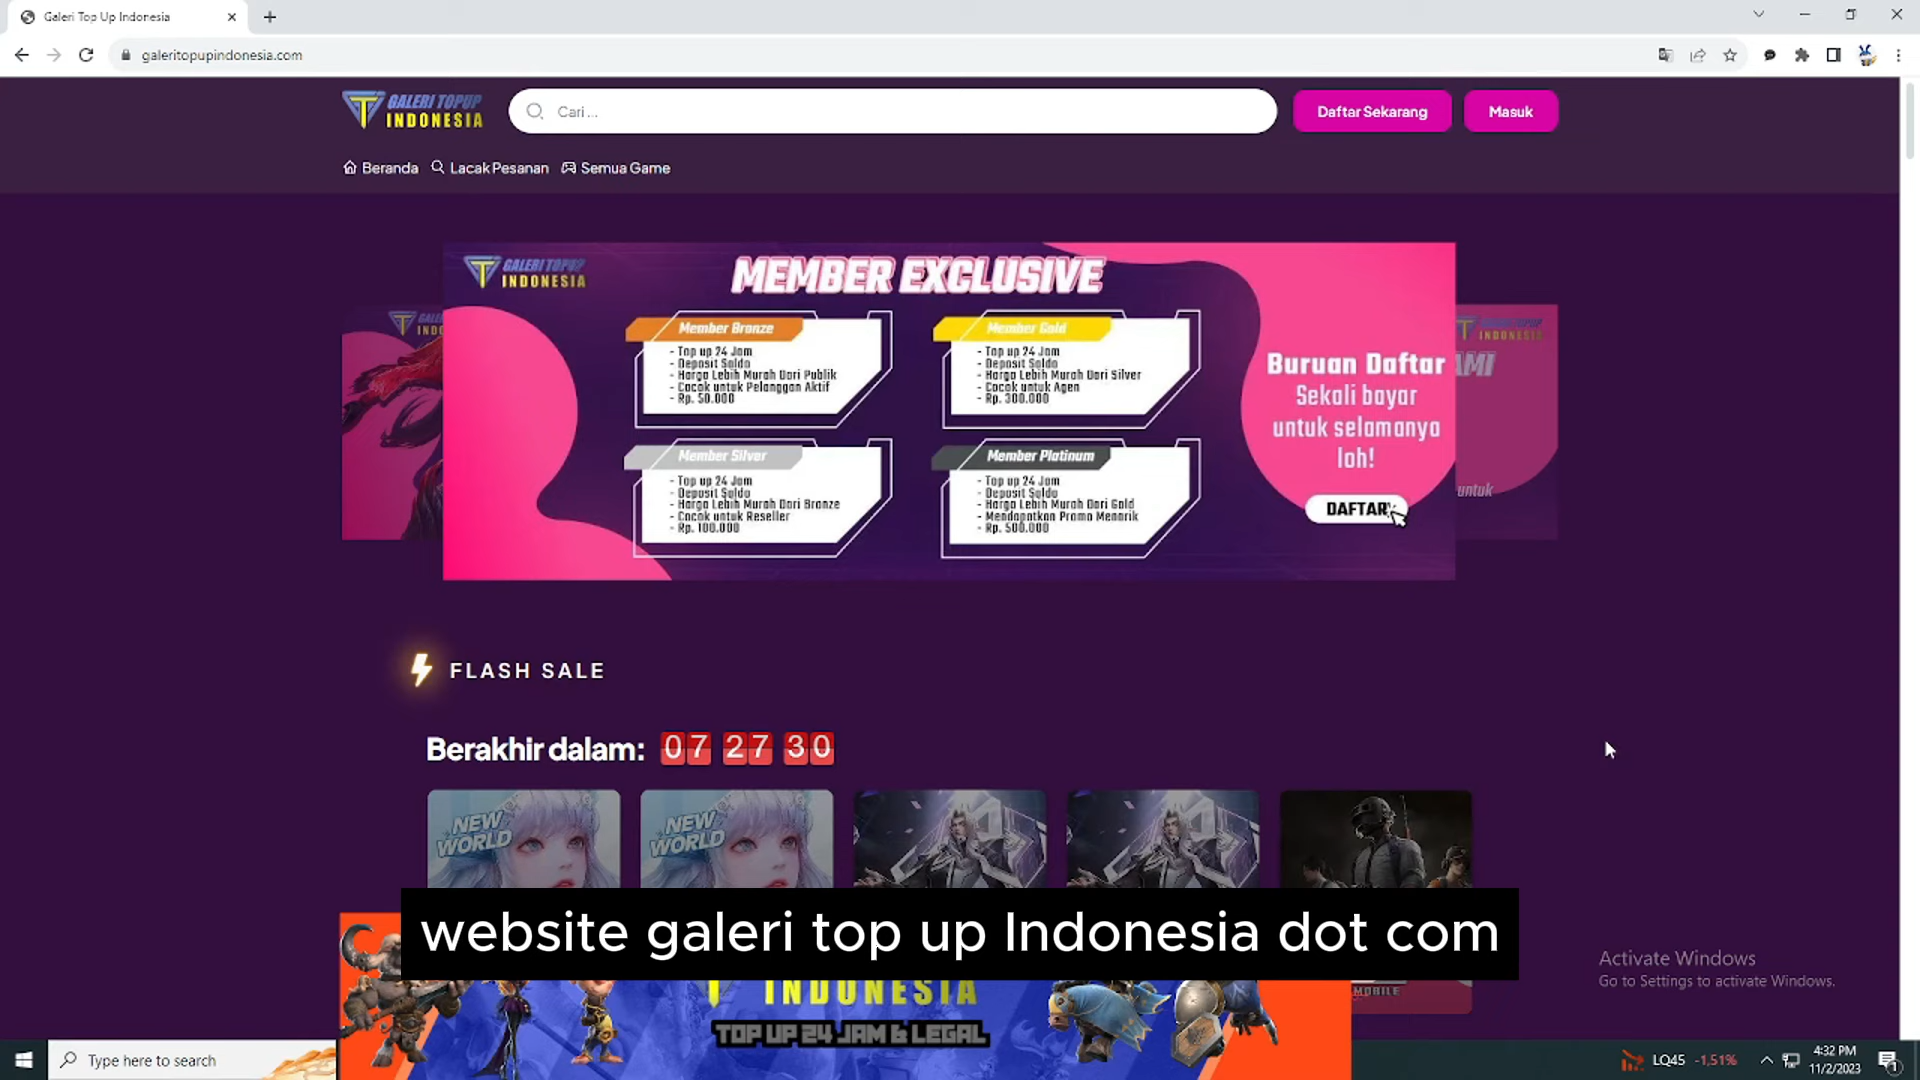 Galeri Top Up Indonesia
galeritopupindonesia.com
GALERI TOPUP
INDONESIA
Cari ...
Daftar Sekarang
Masuk
Beranda
Lacak Pesanan
Semua Game
GALERI TOPUP
INDONESIA
MEMBER EXCLUSIVE
Member Bronze
- Top up 24 Jam
- Deposit Saldo
- Harga Lebih Murah Dari Publik
- Cocok untuk Pelanggan Aktif
- Rp. 50.000
Member Gold
- Top up 24 Jam
- Deposit Saldo
- Harga Lebih Murah Dari Silver
- Cocok untuk Agen
- Rp. 300.000
Member Silver
- Top up 24 Jam
- Deposit Saldo
- Harga Lebih Murah Dari Bronze
- Cocok untuk Reseller
- Rp. 100.000
Member Platinum
- Top up 24 Jam
- Deposit Saldo
- Harga Lebih Murah Dari Gold
- Mendapatkan Promo Menarik
- Rp. 500.000
Buruan Daftar
Sekali bayar
untuk selamanya
loh!
DAFTAR
INDONESIA
untuk
FLASH SALE
Berakhir dalam: 07 27 30
NEW
WORLD
NEW
WORLD
website galeri top up Indonesia dot com
INDONESIA
TOP UP 24 JAM & LEGAL
MOBILE
Activate Windows
Go to Settings to activate Windows.
Type here to search
LQ45 -1,51%
4:32 PM
11/2/2023
1